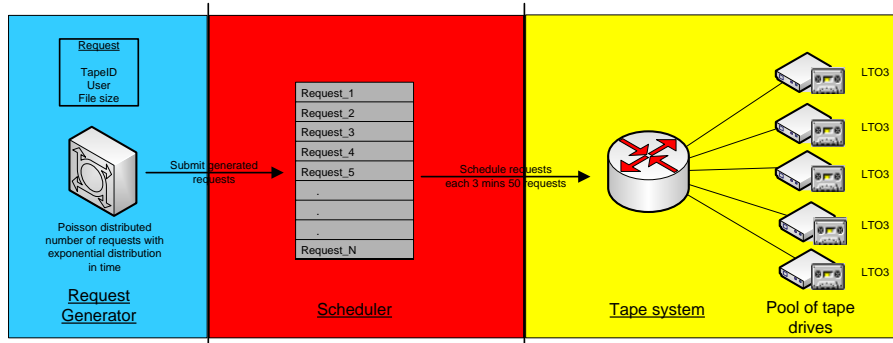 Request
TapeID
User
File size
Poisson distributed
number of requests with
exponential distribution
in time
Request
Generator
Submit generated
requests
Request_1
Request_2
Request_3
Request_4
Request_5
.
.
.
Request_N
Scheduler
Schedule requests
each 3 mins 50 requests
Tape system
LTO3
LTO3
LTO3
LTO3
LTO3
Pool of tape
drives